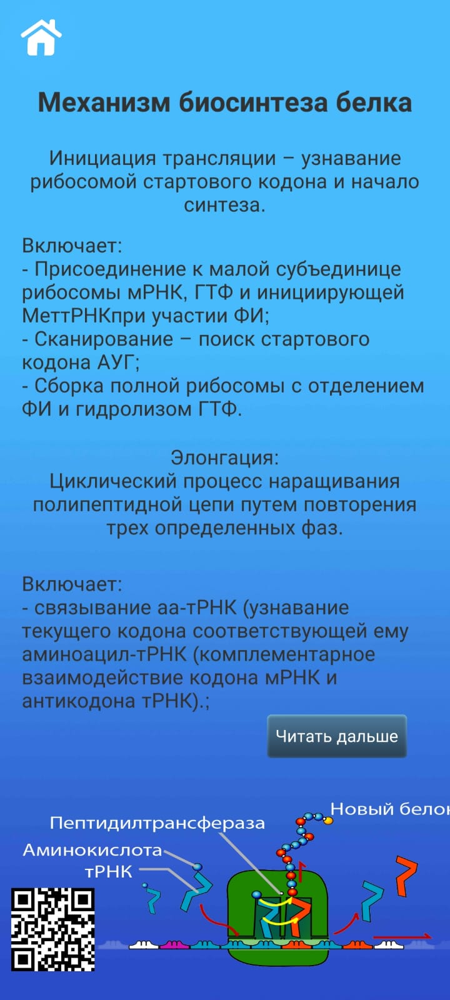 Механизм биосинтеза белка
Инициация трансляции – узнавание
рибосомой стартового кодона и начало
синтеза.
Включает:
- Присоединение к малой субъединице
рибосомы мРНК, ГТФ и инициирующей
МеттРНКпри участии ФИ;
- Сканирование – поиск стартового
кодона АУГ;
- Сборка полной рибосомы с отделением
ФИ и гидролизом ГТФ.
Элонгация:
Циклический процесс наращивания
полипептидной цепи путем повторения
трех определенных фаз.
Включает:
- связывание аа-тРНК (узнавание
текущего кодона соответствующей ему
аминоацил-тРНК (комплементарное
взаимодействие кодона мРНК и
антикодона тРНК).;
Читать дальше
Новый белок
Пептидилтрансфераза
Аминокислота
тРНК